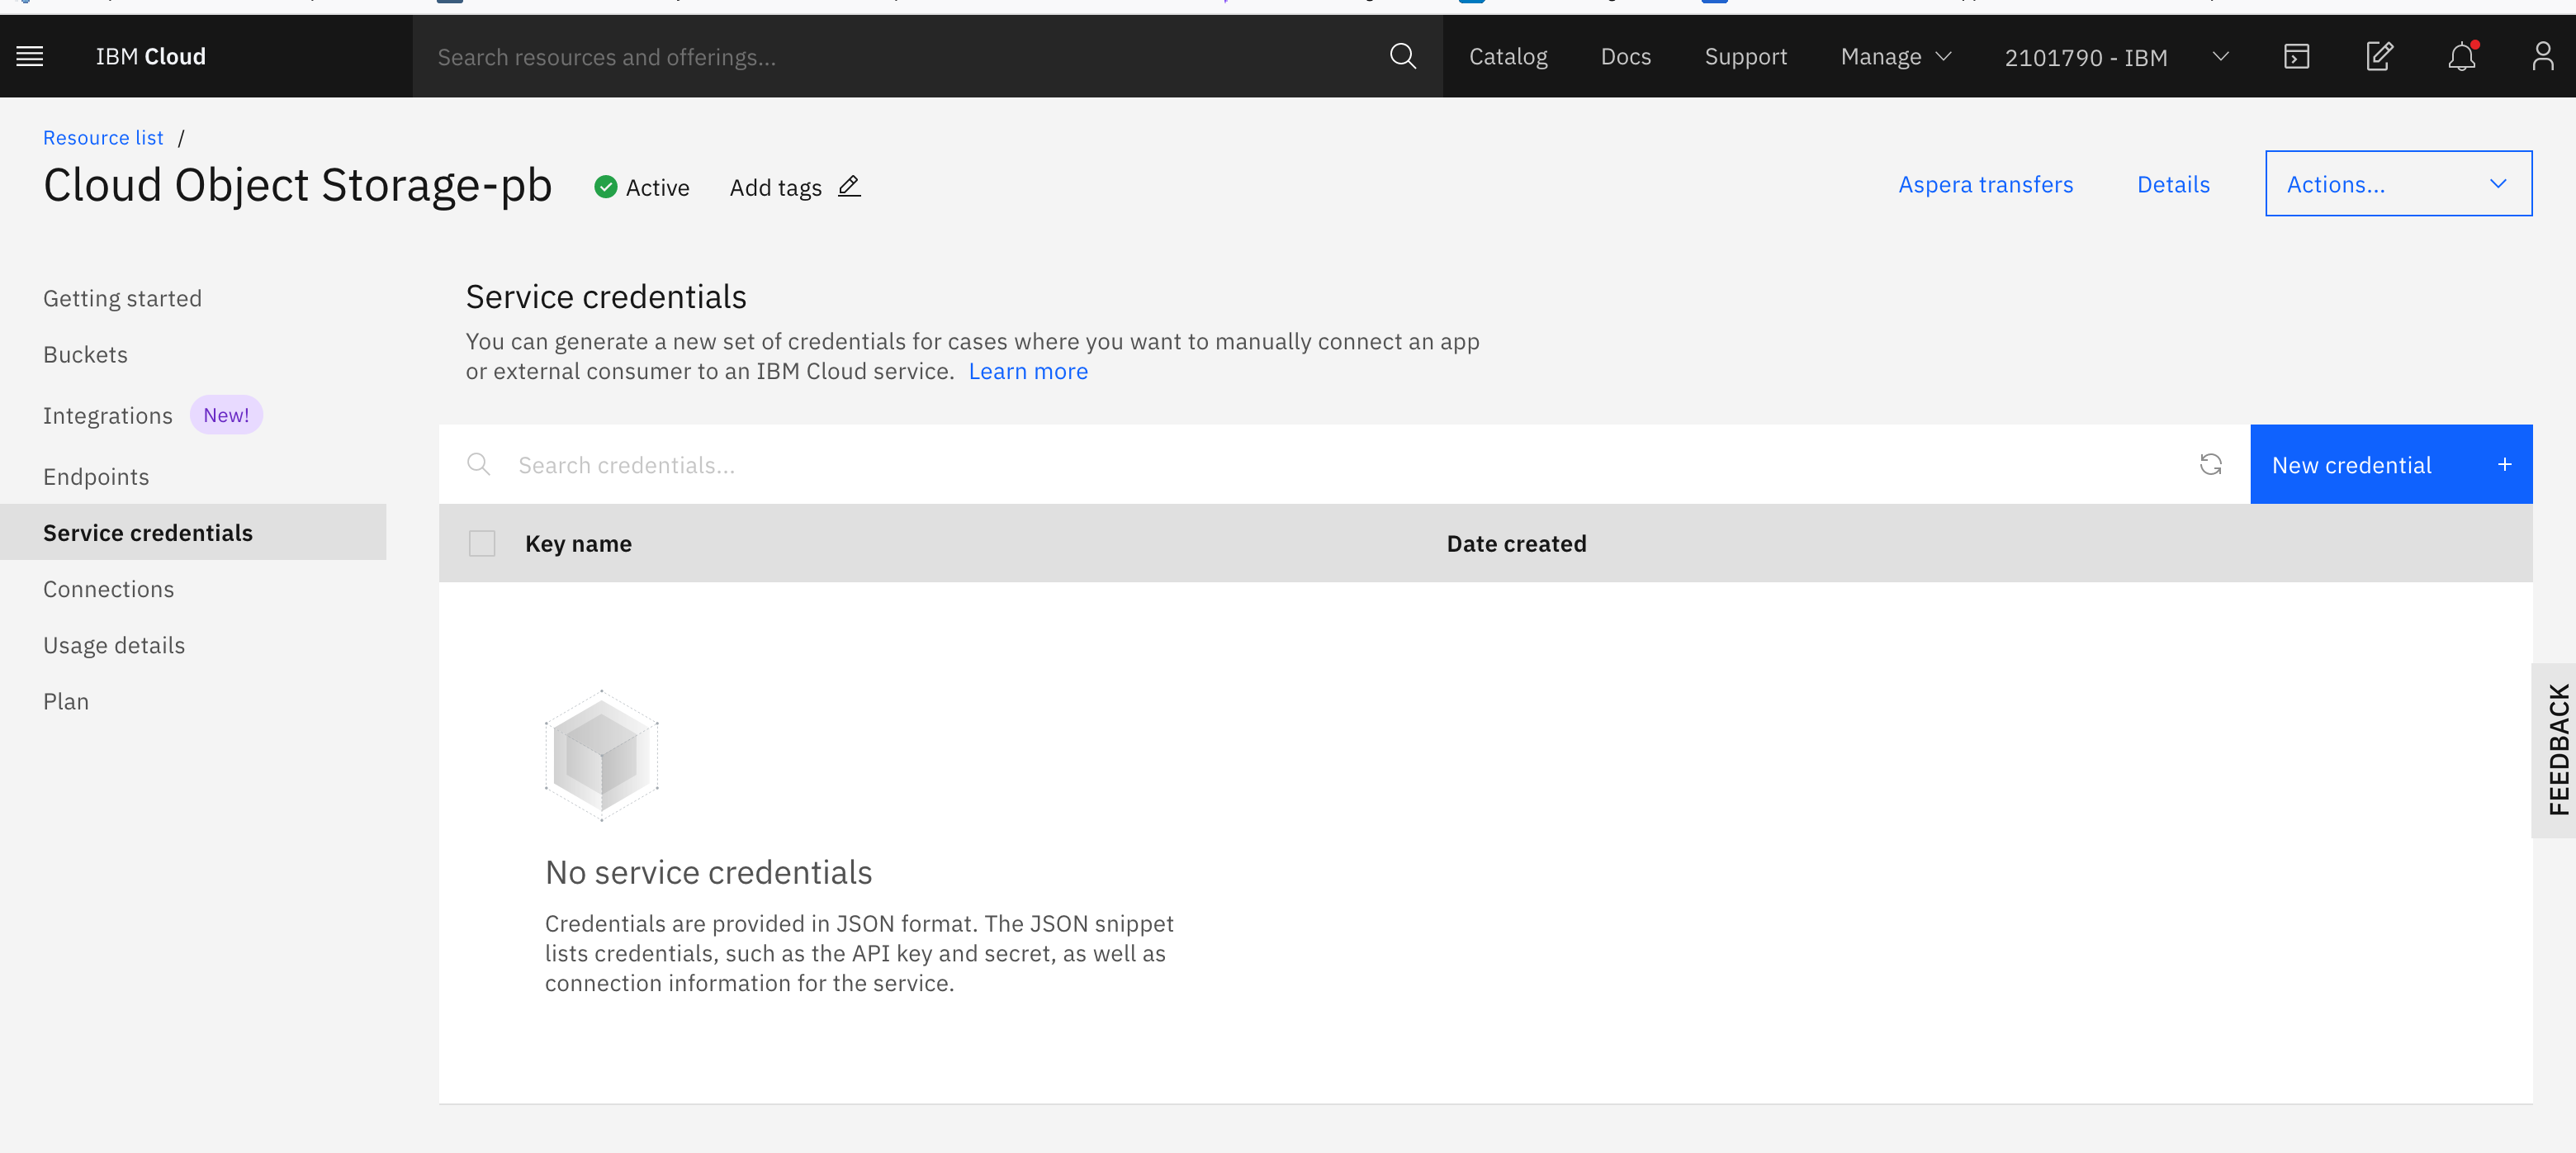 IBM Cloud
Search resources and offerings...
Catalog
Docs
Support
Manage
2101790 - IBM
Resource list /
Cloud Object Storage-pb
Active
Add tags
Aspera transfers
Details
Actions...
Getting started
Buckets
Integrations New!
Endpoints
Service credentials
Connections
Usage details
Plan
Service credentials
You can generate a new set of credentials for cases where you want to manually connect an app
or external consumer to an IBM Cloud service. Learn more
Search credentials...
New credential +
Key name
Date created
No service credentials
Credentials are provided in JSON format. The JSON snippet
lists credentials, such as the API key and secret, as well as
connection information for the service.
FEEDBACK